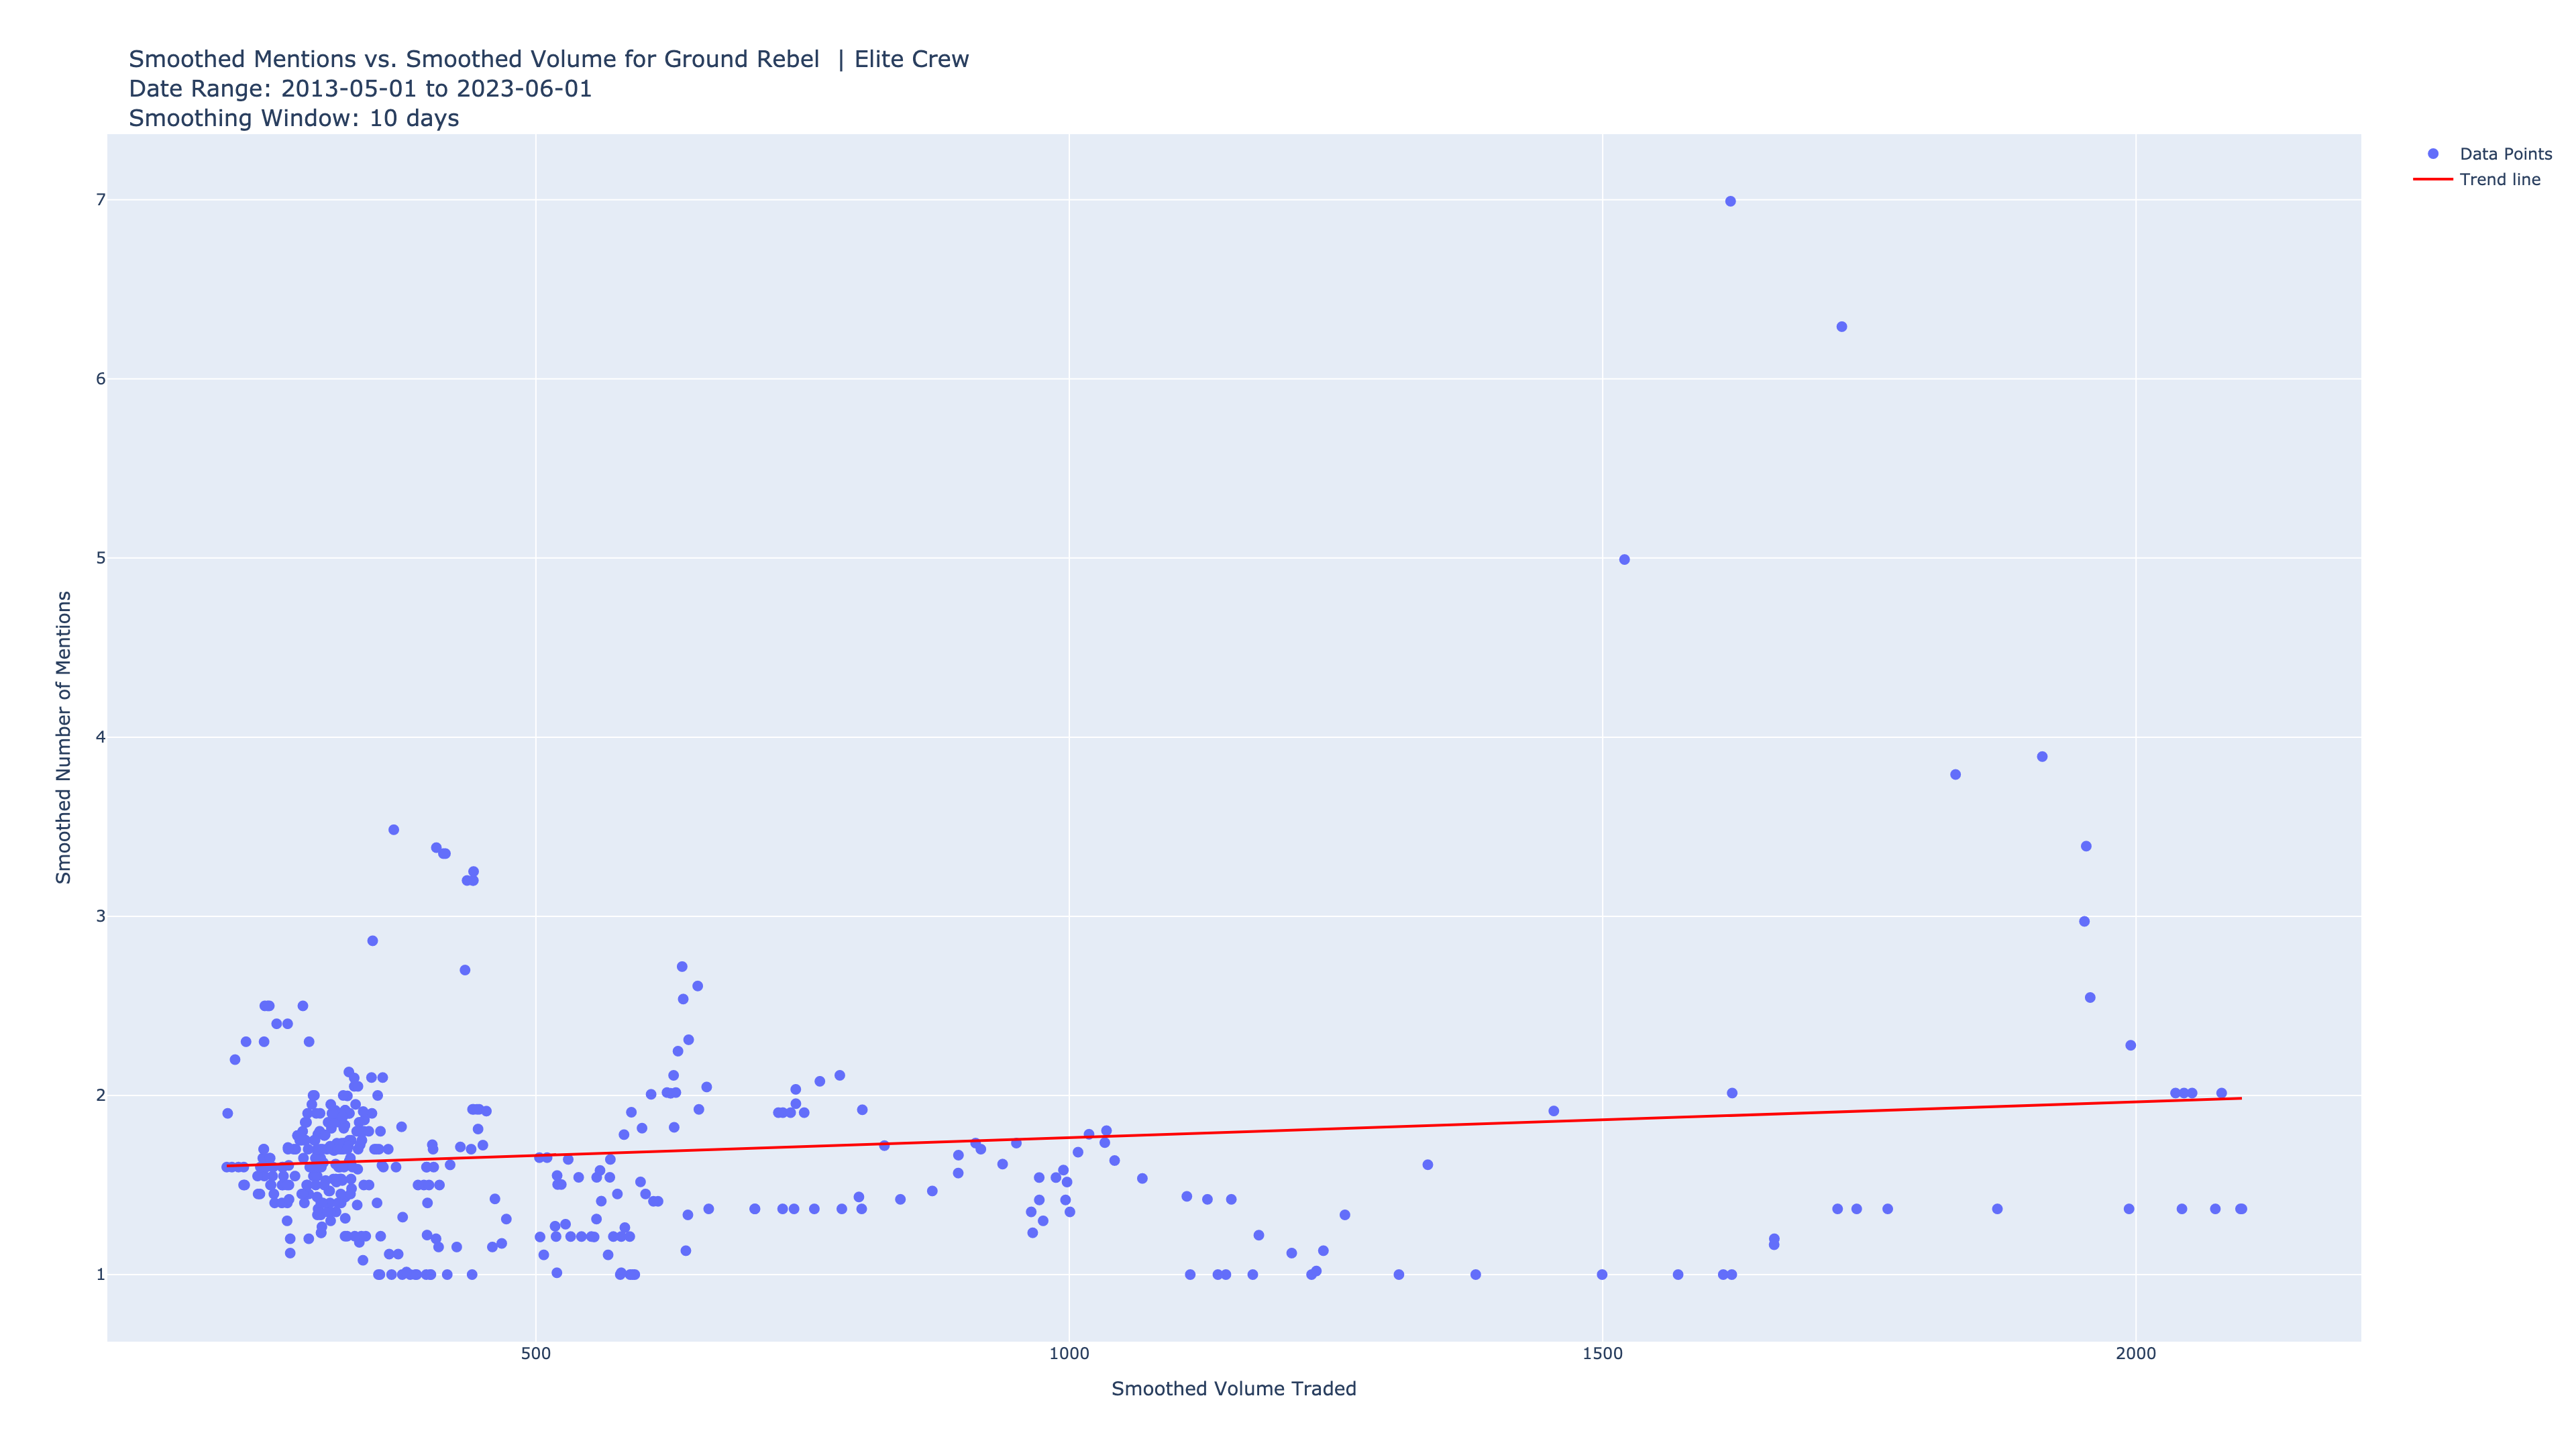 Smoothed Mentions vs. Smoothed Volume for Ground Rebel  | Elite Crew
Date Range: 2013-05-01 to 2023-06-01
Smoothing Window: 10 days
Data Points
Trend line
7
6
5
4
3
2
1
Smoothed Number of Mentions
500
1000
1500
2000
Smoothed Volume Traded